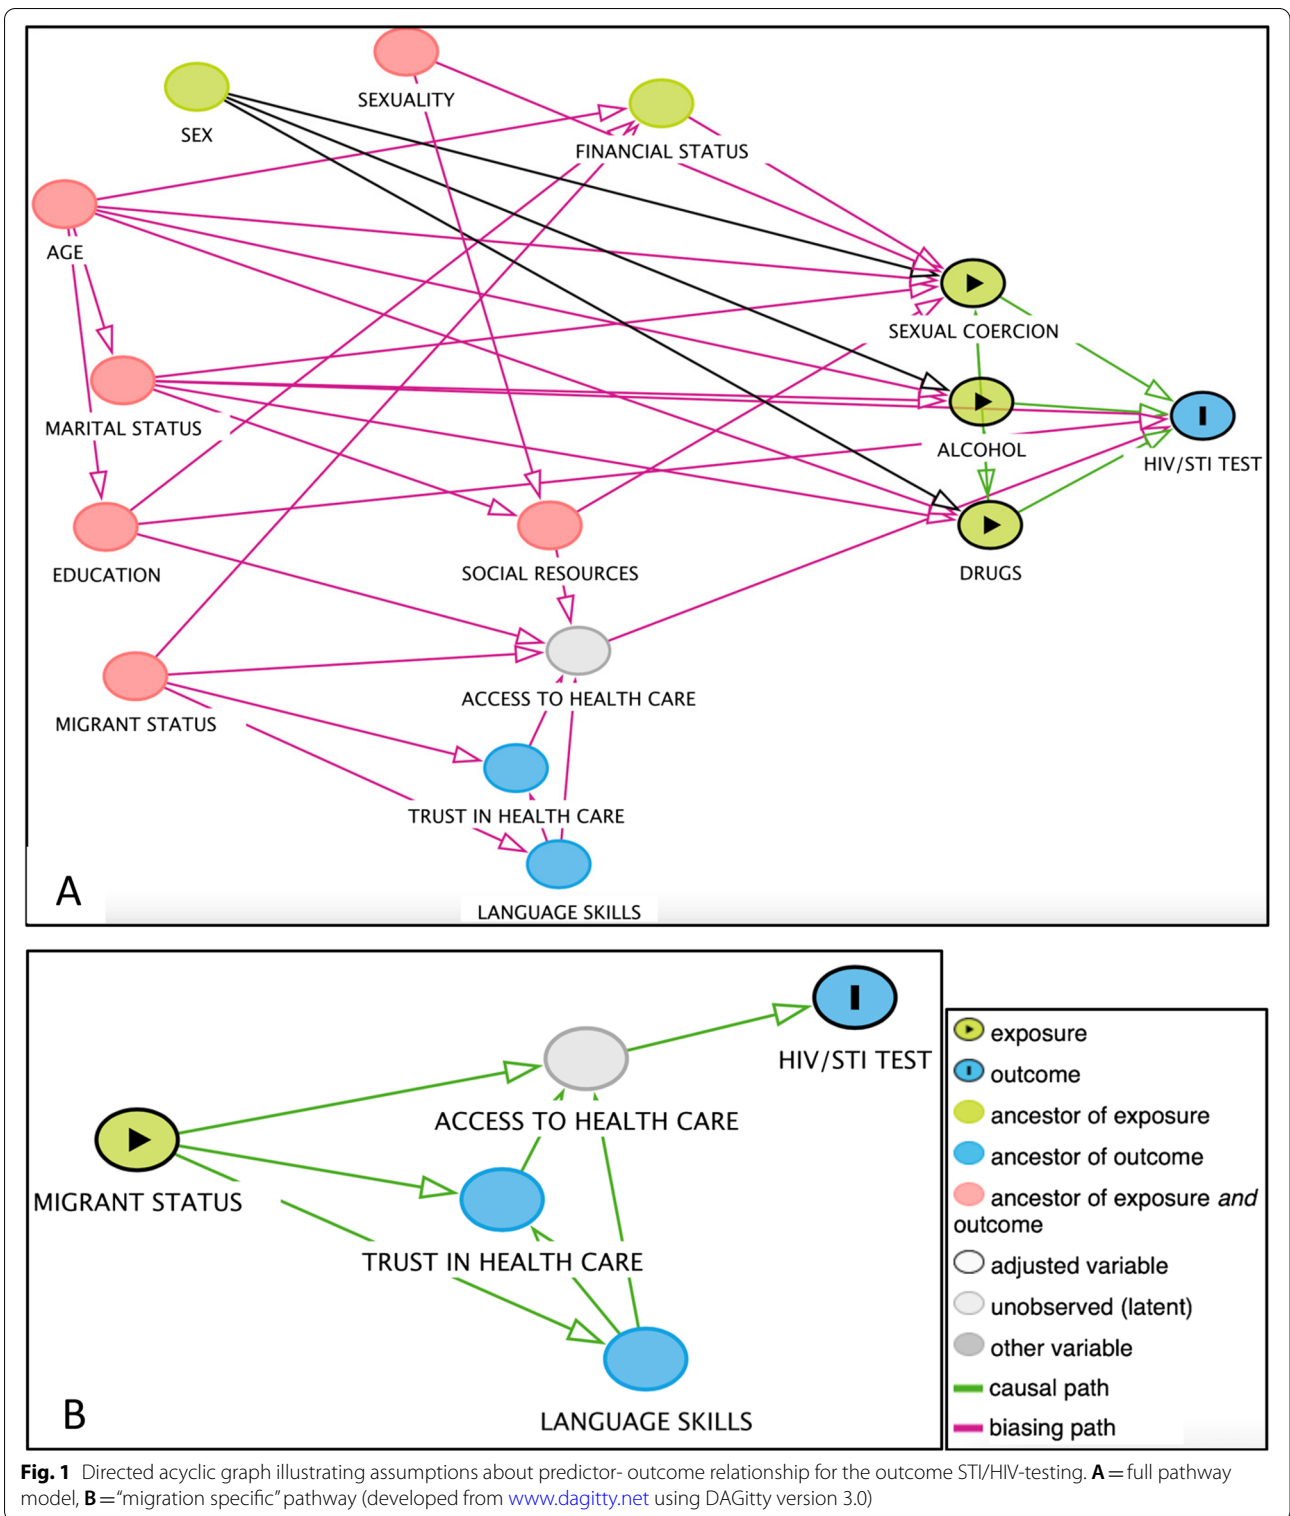 SEXUALITY
SEX
FINANCIAL STATUS
AGE
SEXUAL COERCION
MARITAL STATUS
ALCOHOL
HIV/STI TEST
EDUCATION
SOCIAL RESOURCES
DRUGS
ACCESS TO HEALTH CARE
MIGRANT STATUS
TRUST IN HEALTH CARE
A
LANGUAGE SKILLS
HIV/STI TEST
ACCESS TO HEALTH CARE
MIGRANT STATUS
TRUST IN HEALTH CARE
B
LANGUAGE SKILLS
exposure
outcome
ancestor of exposure
ancestor of outcome
ancestor of exposure and
outcome
adjusted variable
unobserved (latent)
other variable
causal path
biasing path
Fig. 1 Directed acyclic graph illustrating assumptions about predictor- outcome relationship for the outcome STI/HIV-testing. A = full pathway
model, B = “migration specific” pathway (developed from www.dagitty.net using DAGitty version 3.0)